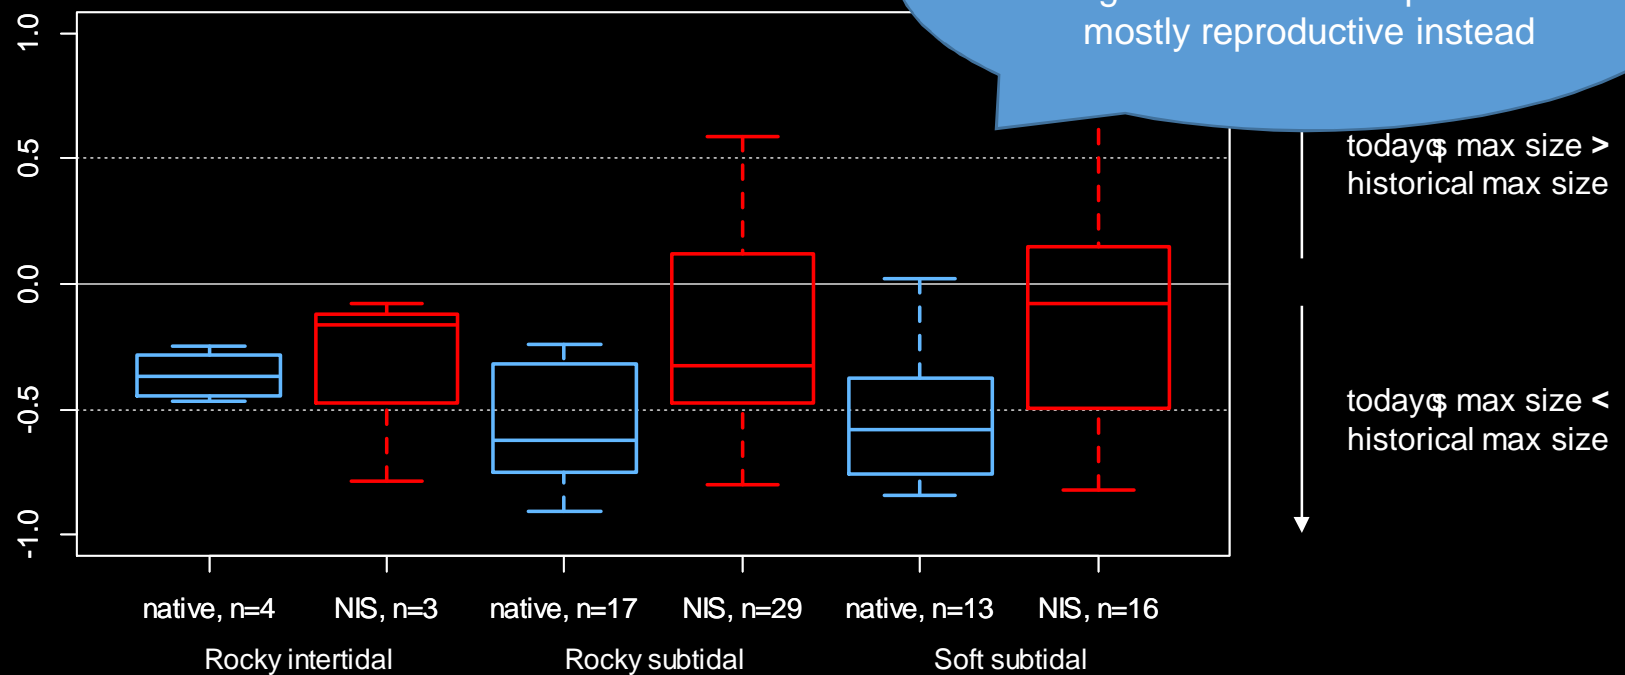 mostly reproductive instead
1.0
0.5
0.0
-0.5
-1.0
todayqs max size >
historical max size
todayqs max size <
historical max size
native, n=4 NIS, n=3 native, n=17 NIS, n=29 native, n=13 NIS, n=16
Rocky intertidal Rocky subtidal Soft subtidal